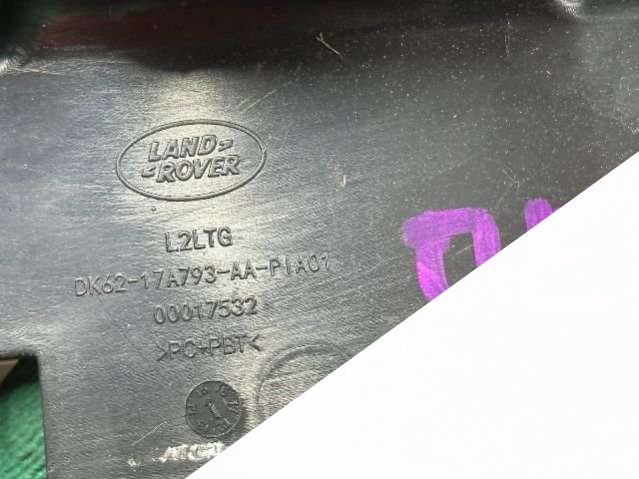 LAND-
-ROVER
L2LTG
DK62-17A793-AA-PIA01
00017532
>PC+PBT<